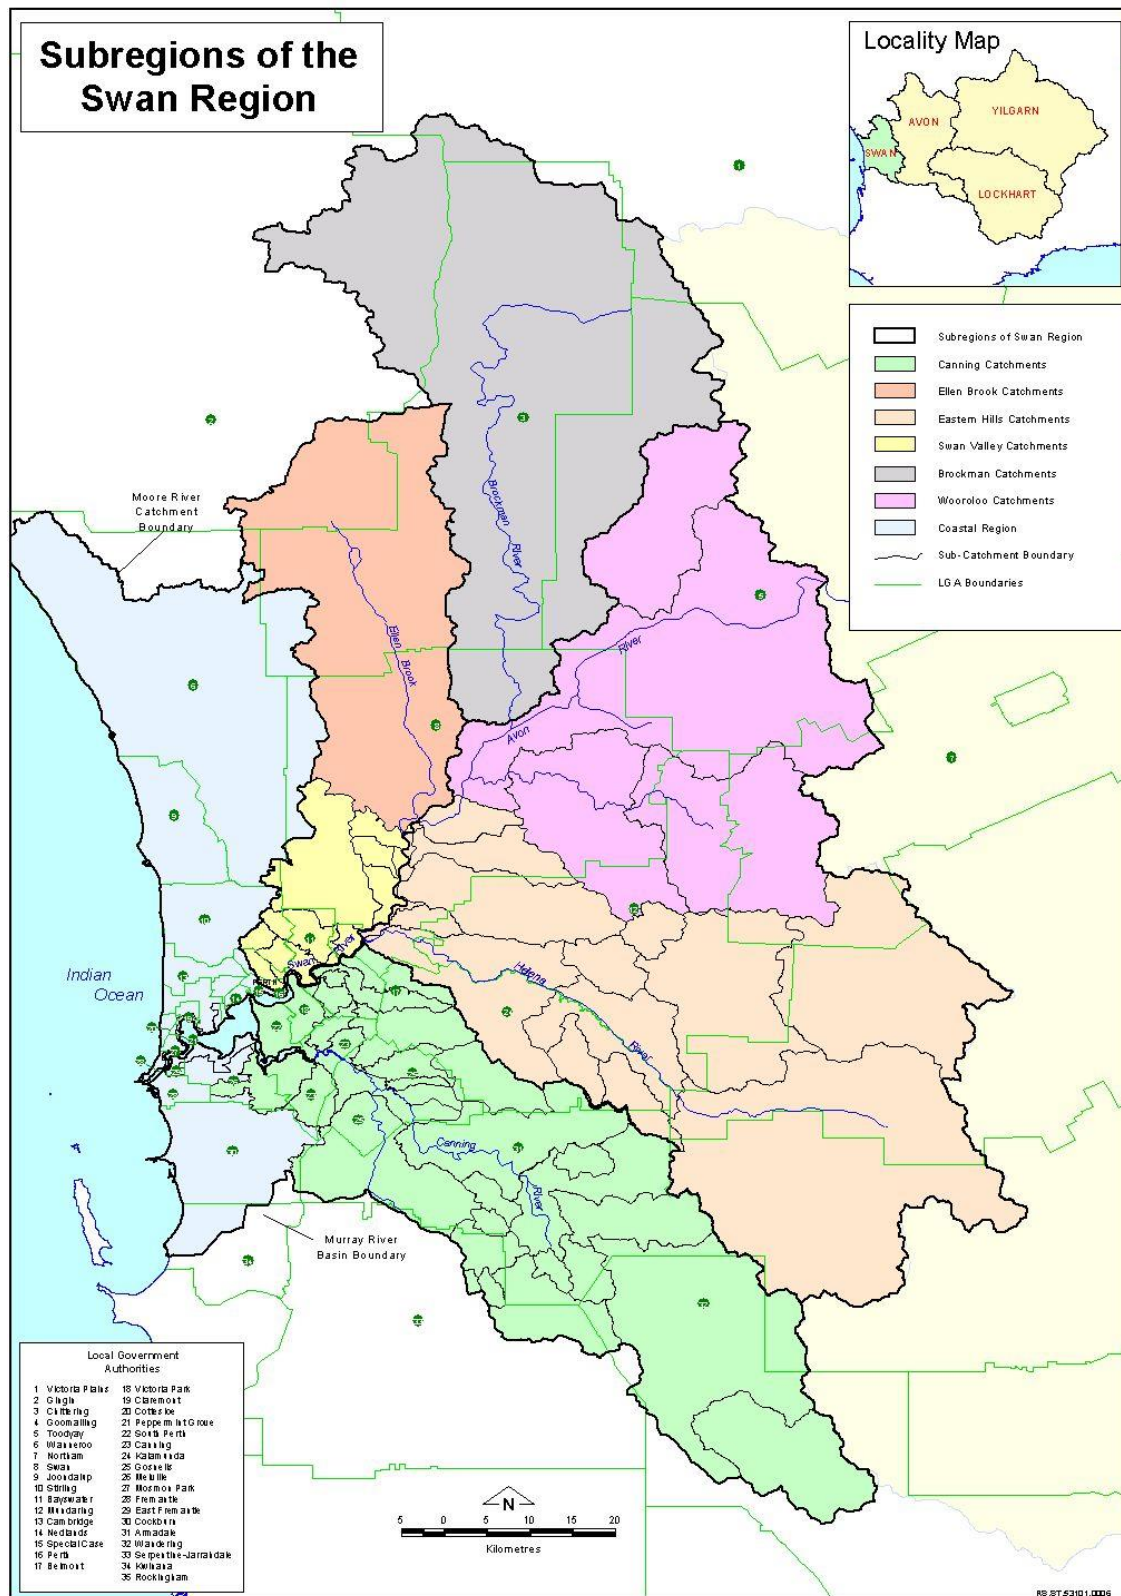 Subregions of the
Swan Region
Locality Map
YILGARN
AVON
SWAN
LOCKHART
Subregions of Swan Region
Canning Catchments
Ellen Brook Catchments
Eastern Hills Catchments
Swan Valley Catchments
Brockman Catchments
Wooroloo Catchments
Coastal Region
Sub-Catchment Boundary
LGA Boundaries
Moore River
Catchment
Boundary
Brockman
River
Ellen Brook
River
Avon
Swan River
Helena
River
Indian
Ocean
Canning
River
Murray River
Basin Boundary
Local Government
Authorities
1 Victoria Plains
2 Gingin
3 Chittering
4 Goomalling
5 Toodyay
6 Wanneroo
7 Northam
8 Swan
9 Joondalup
10 Stirling
11 Bayswater
12 Mundaring
13 Cambridge
14 Nedlands
15 Special Case
16 Perth
17 Belmont
18 Victoria Park
19 Claremont
20 Cottesloe
21 Peppermint Grove
22 South Perth
23 Canning
24 Kalamunda
25 Gosnells
26 Melville
27 Mosmon Park
28 Fremantle
29 East Fremantle
30 Cockburn
31 Armadale
32 Wandering
33 Serpentine-Jarrahdale
34 Kwinana
35 Rockingham
N
5 0 5 10 15 20
Kilometres